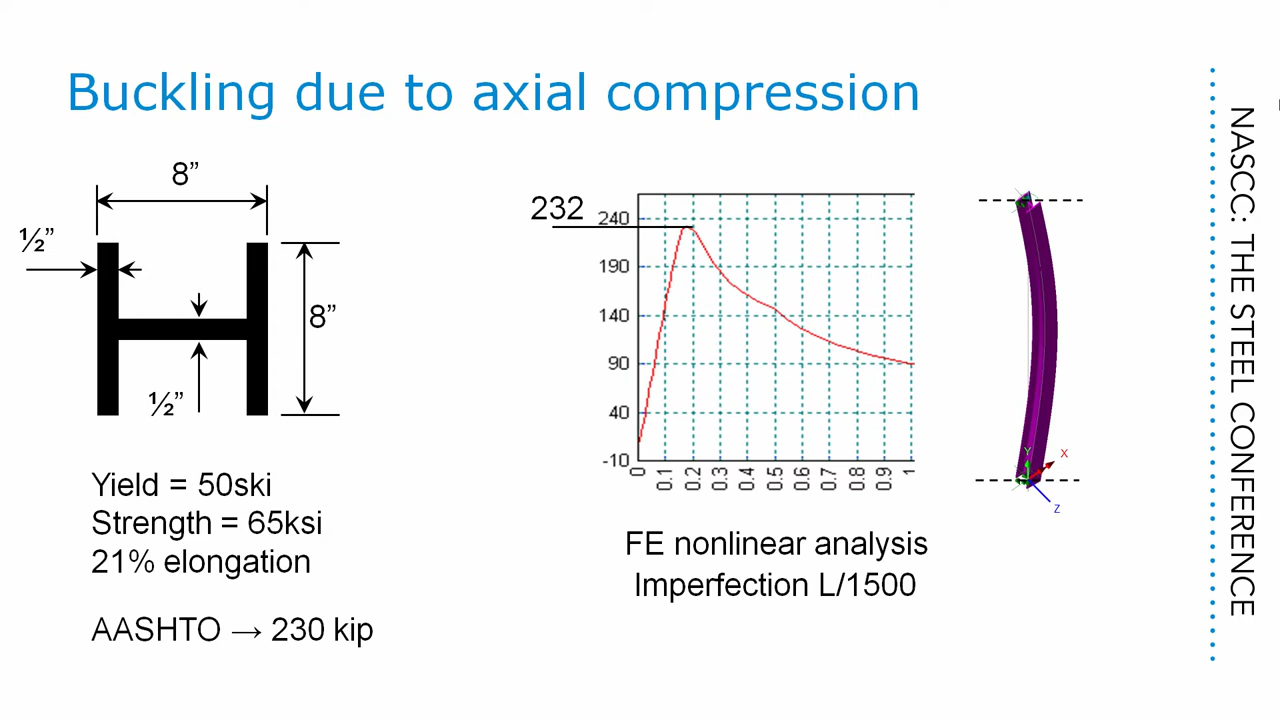 Buckling due to axial compression
8”
½”
8”
½”
Yield = 50ski
Strength = 65ksi
21% elongation
AASHTO → 230 kip
232
240
190
140
90
40
-10
0 0.1 0.2 0.3 0.4 0.5 0.6 0.7 0.8 0.9 1
FE nonlinear analysis
Imperfection L/1500
Y
X
Z
NASCC: THE STEEL CONFERENCE